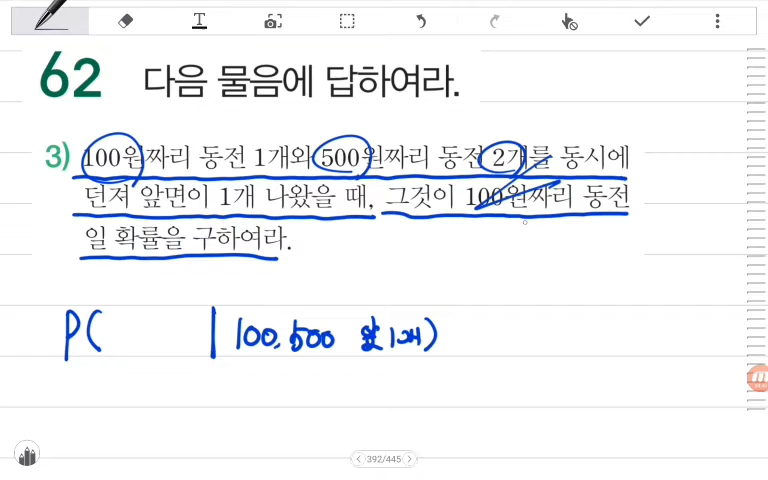 T
62 다음 물음에 답하여라.
3) 100원짜리 동전 1개와 500원짜리 동전 2개를 동시에
던져 앞면이 1개 나왔을 때, 그것이 100원짜리 동전
일 확률을 구하여라.
P( | 100, 500 앞 1개)
392/445